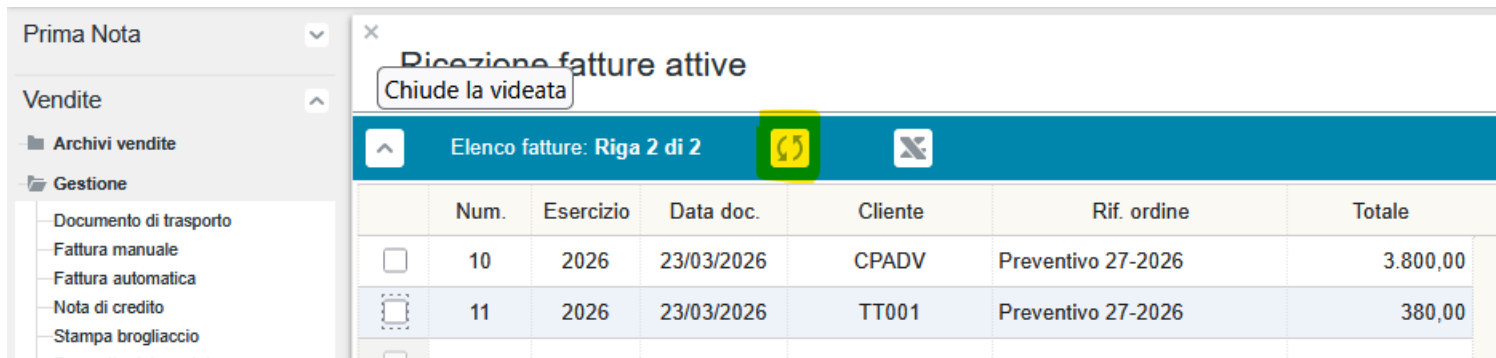 Prima Nota
Vendite
Archivi vendite
Gestione
Documento di trasporto
Fattura manuale
Fattura automatica
Nota di credito
Stampa brogliaccio
Ricezione fatture attive
Chiude la videata
Elenco fatture: Riga 2 di 2
Num. Esercizio Data doc. Cliente Rif. ordine Totale
10 2026 23/03/2026 CPADV Preventivo 27-2026 3.800,00
11 2026 23/03/2026 TT001 Preventivo 27-2026 380,00